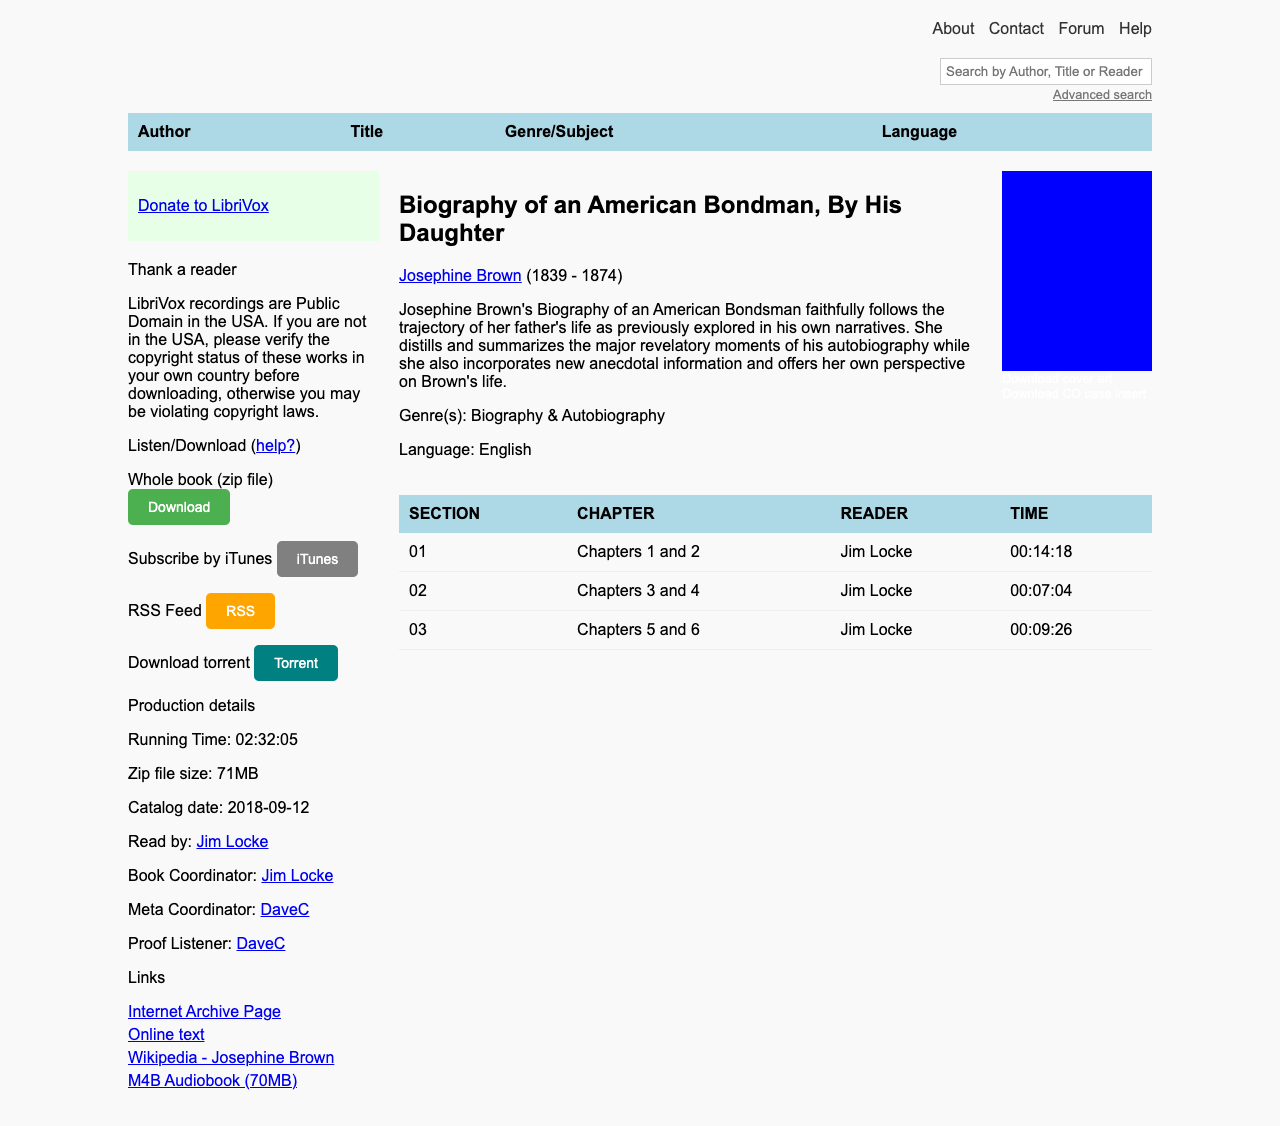 About Contact Forum Help
Search by Author, Title or Reader
Advanced search
Author Title Genre/Subject Language
Donate to LibriVox
Thank a reader
LibriVox recordings are Public
Domain in the USA. If you are not
in the USA, please verify the
copyright status of these works in
your own country before
downloading, otherwise you may
be violating copyright laws.
Listen/Download (help?)
Whole book (zip file)
Download
Subscribe by iTunes iTunes
RSS Feed RSS
Download torrent Torrent
Production details
Running Time: 02:32:05
Zip file size: 71MB
Catalog date: 2018-09-12
Read by: Jim Locke
Book Coordinator: Jim Locke
Meta Coordinator: DaveC
Proof Listener: DaveC
Links
Internet Archive Page
Online text
Wikipedia - Josephine Brown
M4B Audiobook (70MB)
Biography of an American Bondman, By His
Daughter
Josephine Brown (1839 - 1874)
Josephine Brown's Biography of an American Bondsman faithfully follows the
trajectory of her father's life as previously explored in his own narratives. She
distills and summarizes the major revelatory moments of his autobiography while
she also incorporates new anecdotal information and offers her own perspective
on Brown's life.
Genre(s): Biography & Autobiography
Language: English
SECTION CHAPTER READER TIME
01 Chapters 1 and 2 Jim Locke 00:14:18
02 Chapters 3 and 4 Jim Locke 00:07:04
03 Chapters 5 and 6 Jim Locke 00:09:26
Download cover art
Download CD case insert